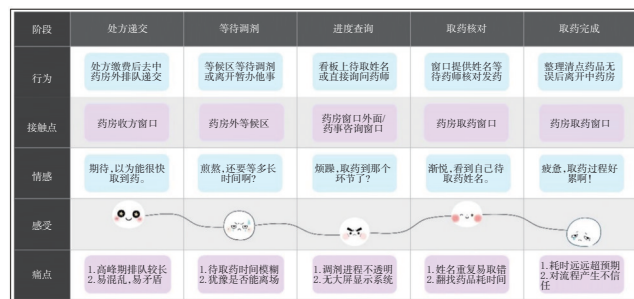 阶段
处方递交
等待调剂
进度查询
取药核对
取药完成
行为
处方缴费后去中
药房外排队递交
等候区等待调剂
或离开暂办他事
看板上待取姓名
或直接询问药师
窗口提供姓名等
待药师核对发药
整理清点药品无
误后离开中药房
接触点
药房收方窗口
药房外等候区
药房窗口外面/
药事咨询窗口
药房取药窗口
药房取药窗口
情感
期待,以为能很快
取到药。
煎熬,还要等多长
时间啊?
烦躁,取药到那个
环节了?
渐悦,看到自己待
取药姓名。
疲惫,取药过程好
累啊!
感受
痛点
1.高峰期排队较长
2.易混乱,易矛盾
1.待取药时间模糊
2.犹豫是否能离场
1.调剂进程不透明
2.无大屏显示系统
1.姓名重复易取错
2.翻找药品耗时间
1.耗时远远超预期
2.对流程产生不信
任